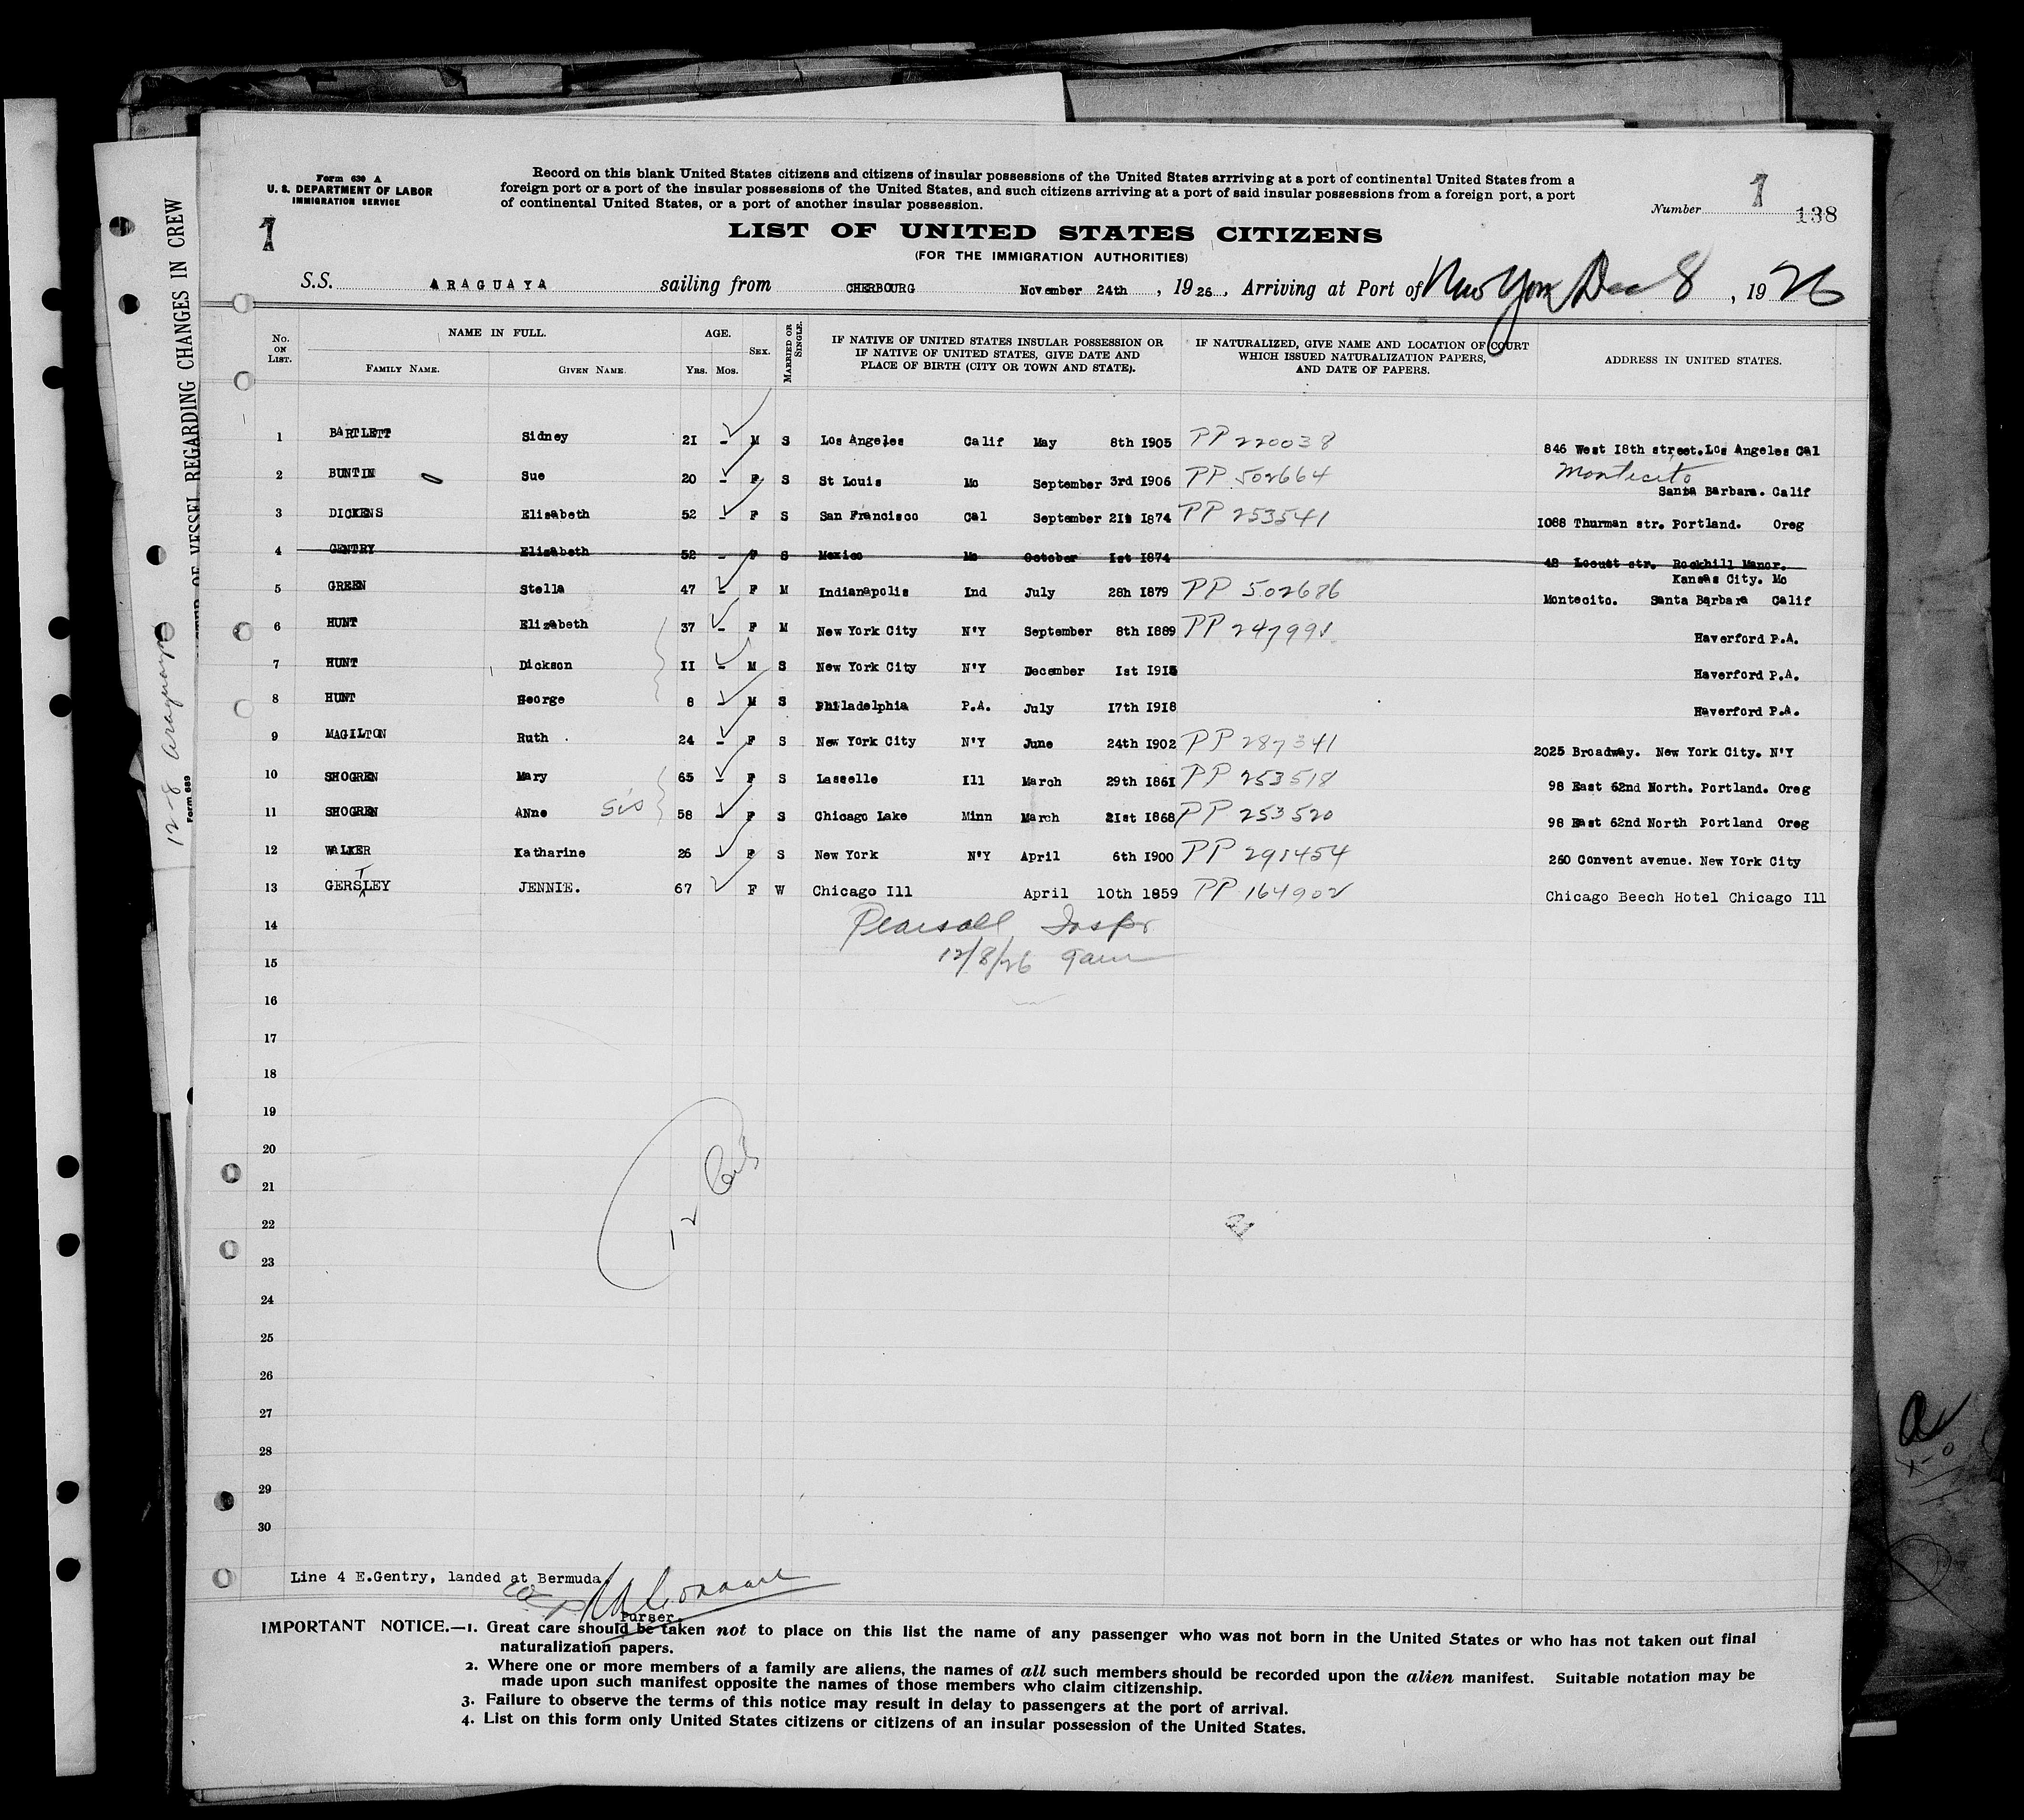 Form 630 A
U. S. DEPARTMENT OF LABOR
IMMIGRATION SERVICE
1
Record on this blank United States citizens and citizens of insular possessions of the United States arrriving at a port of continental United States from a
foreign port or a port of the insular possessions of the United States, and such citizens arriving at a port of said insular possessions from a foreign port, a port
of continental United States, or a port of another insular possession.
Number 1 138
LIST OF UNITED STATES CITIZENS
(FOR THE IMMIGRATION AUTHORITIES)
S.S. ARAGUAYA sailing from CHERBOURG November 24th , 1926 , Arriving at Port of New York Dec 8 , 1926
No. ON LIST. NAME IN FULL. FAMILY NAME. GIVEN NAME. AGE. YRS. MOS. SEX. MARRIED OR SINGLE. IF NATIVE OF UNITED STATES INSULAR POSSESSION OR IF NATIVE OF UNITED STATES, GIVE DATE AND PLACE OF BIRTH (CITY OR TOWN AND STATE). IF NATURALIZED, GIVE NAME AND LOCATION OF COURT WHICH ISSUED NATURALIZATION PAPERS, AND DATE OF PAPERS. ADDRESS IN UNITED STATES.
1 BARTLETT Sidney 21 - M S Los Angeles Calif May 8th 1905 PP 220038 846 West 18th street.Los Angeles Cal
2 BUNTIN Sue 20 - F S St Louis Mo September 3rd 1906 PP 502664 Montecito Santa Barbara. Calif
3 DICKENS Elisabeth 52 - F S San Francisco Cal September 21t 1874 PP 253541 1088 Thurman str. Portland. Oreg
4 GENTRY Elizabeth 52 - F S Mexico Mo October 1st 1874 48 Locust str. Rockhill Manor. Kansas City. Mo
5 GREEN Stella 47 - F M Indianapolis Ind July 28h 1879 PP 502686 Montecito. Santa Barbara Calif
6 HUNT Elizabeth 37 - F M New York City N'Y September 8th 1889 PP 247991 Haverford P.A.
7 HUNT Dickson 11 - M S New York City N'Y December 1st 1915 Haverford P.A.
8 HUNT George 8 - M S Philadelphia P.A. July 17th 1918 Haverford P.A.
9 MAGILTON Ruth . 24 - F S New York City N'Y June 24th 1902 PP 287341 2025 Broadway. New York City. N'Y
10 SHOGREN Mary 65 - F S Lasselle Ill March 29th 1861 PP 253518 98 East 62nd North. Portland. Oreg
11 SHOGREN ANne sis 58 - F S Chicago Lake Minn March 21st 1868 PP 253520 98 East 62nd North Portland Oreg
12 WALKER Katharine 26 - F S New York N'Y April 6th 1900 PP 291454 260 Convent avenue. New York City
13 GERSTLEY JENNIE. 67 F W Chicago Ill April 10th 1859 PP 164902 Chicago Beech Hotel Chicago Ill
14 Pearsall Inspr
15 12/8/26 9am
16
17
18
19
20
21
22
23
24
25
26
27
28
29
30
12
Line 4 E.Gentry, landed at Bermuda.
Purser.
IMPORTANT NOTICE.—1. Great care should be taken not to place on this list the name of any passenger who was not born in the United States or who has not taken out final
naturalization papers.
2. Where one or more members of a family are aliens, the names of all such members should be recorded upon the alien manifest. Suitable notation may be
made upon such manifest opposite the names of those members who claim citizenship.
3. Failure to observe the terms of this notice may result in delay to passengers at the port of arrival.
4. List on this form only United States citizens or citizens of an insular possession of the United States.
OF VESSEL REGARDING CHANGES IN CREW
12-8 Araguaya
Form 689